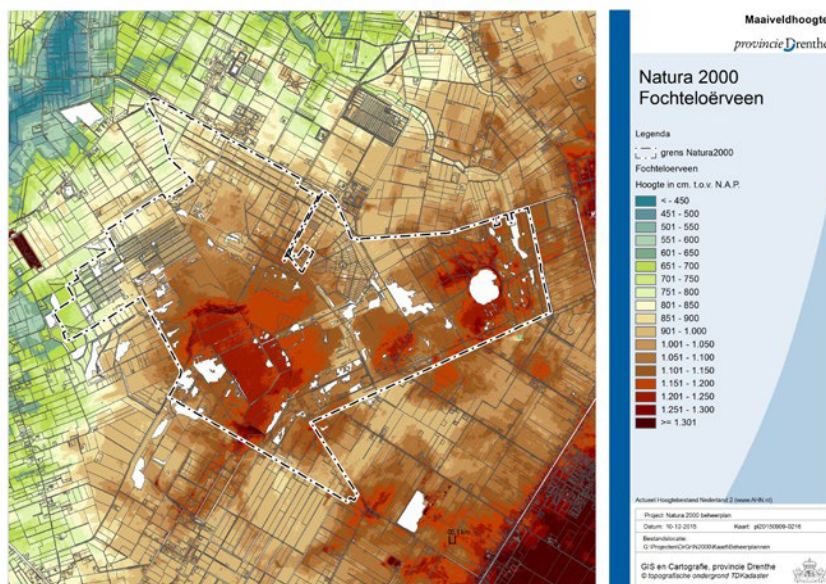 Maaiveldhoogte
provincie Drenthe
Natura 2000
Fochteloërveen
Legenda
grens Natura2000
Fochteloerveen
Hoogte in cm. t.o.v. N.A.P.
< - 450
451 - 500
501 - 550
551 - 600
601 - 650
651 - 700
701 - 750
751 - 800
801 - 850
851 - 900
901 - 1.000
1.001 - 1.050
1.051 - 1.100
1.101 - 1.150
1.151 - 1.200
1.201 - 1.250
1.251 - 1.300
>= 1.301
Actueel Hoogtebestand Nederland 2 (www.AHN.nl)
Project: Natura 2000 beheerplan
Datum: 10-12-2015 Kaart: pl20150909-0216
Bestandslocatie:
GIS en Cartografie, provincie Drenthe
© topografische ondergrond TDKadaster